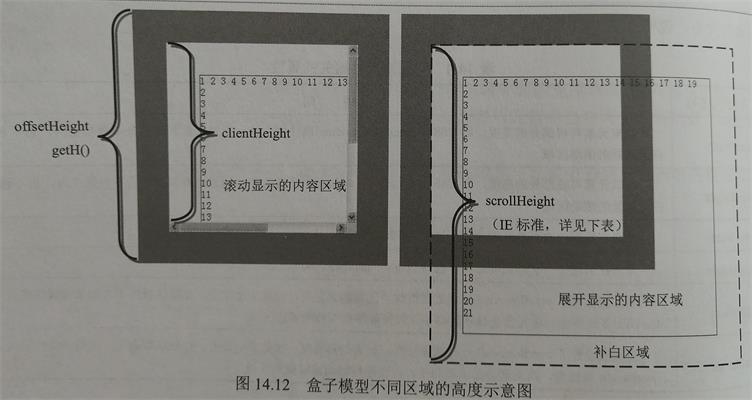 1 2 3 4 5 6 7 8 9 10 11 12 13
2
3
4
5
7
8
9
10
11
12
13
offsetHeight
getH()
clientHeight
滚动显示的内容区域
1 2 3 4 5 6 7 8 9 10 11 12 13 14 15 16 17 18 19
2
3
4
5
6
7
8
9
10
11
12
13
14
15
16
17
18
19
20
21
scrollHeight
（IE 标准，详见下表）
展开显示的内容区域
补白区域
图 14.12 盒子模型不同区域的高度示意图